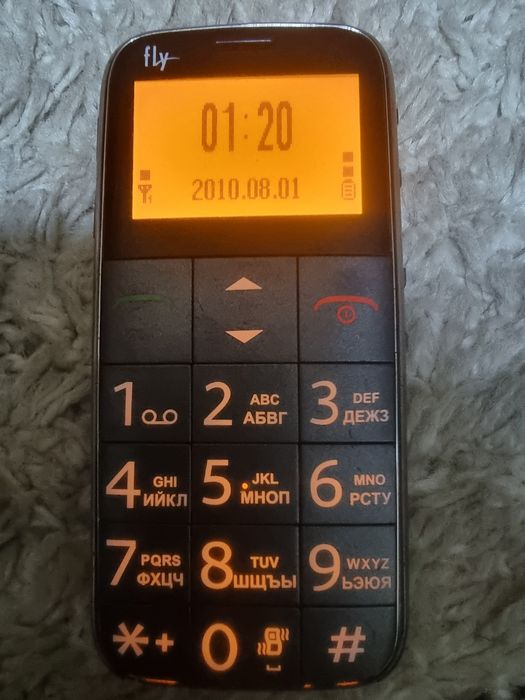 fly
01:20
1
2010.08.01
1
2 ABC АБВГ
3 DEF ДЕЖЗ
4 GHI ИЙКЛ
5 JKL МНОП
6 MNO РСТУ
7 PQRS ФХЦЧ
8 TUV ШЩЪЫ
9 WXYZ ЬЭЮЯ
* +
0
#